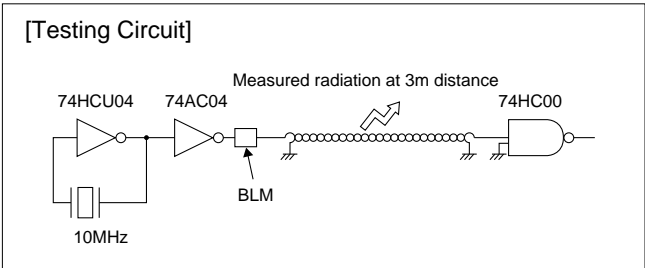 [Testing Circuit]
Measured radiation at 3m distance
74HCU04
74AC04
74HC00
BLM
10MHz